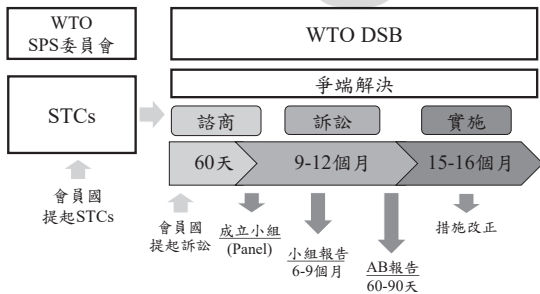 WTO
SPS委員會
WTO DSB
STCs
爭端解決
諮商
訴訟
實施
60天
9-12個月
15-16個月
會員國
提起STCs
會員國
提起訴訟
成立小組
(Panel)
小組報告
6-9個月
AB報告
60-90天
措施改正